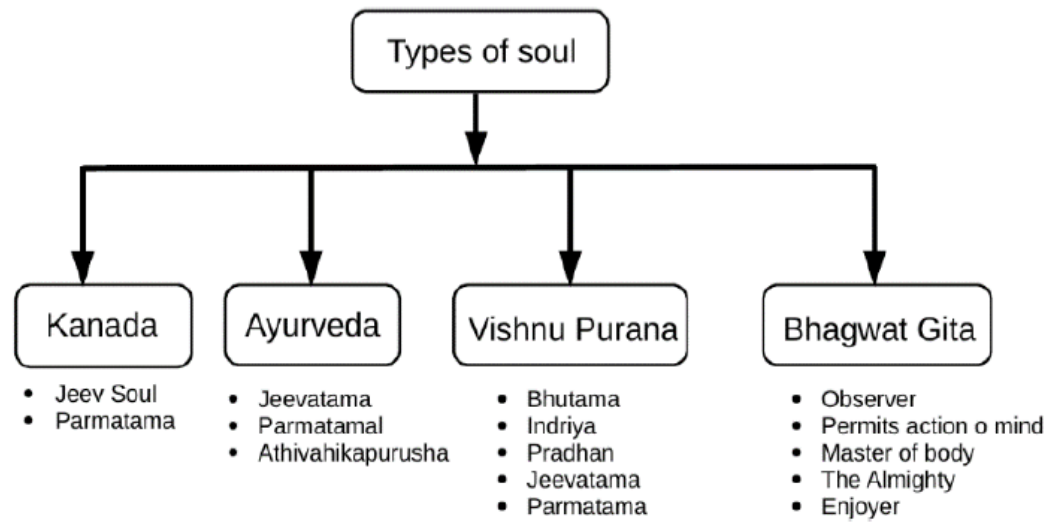 Types of soul
Kanada
• Jeev Soul
• Parmatama
Ayurveda
• Jeevatama
• Parmatamal
• Athivahikapurusha
Vishnu Purana
• Bhutama
• Indriya
• Pradhan
• Jeevatama
• Parmatama
Bhagwat Gita
• Observer
• Permits action o mind
• Master of body
• The Almighty
• Enjoyer